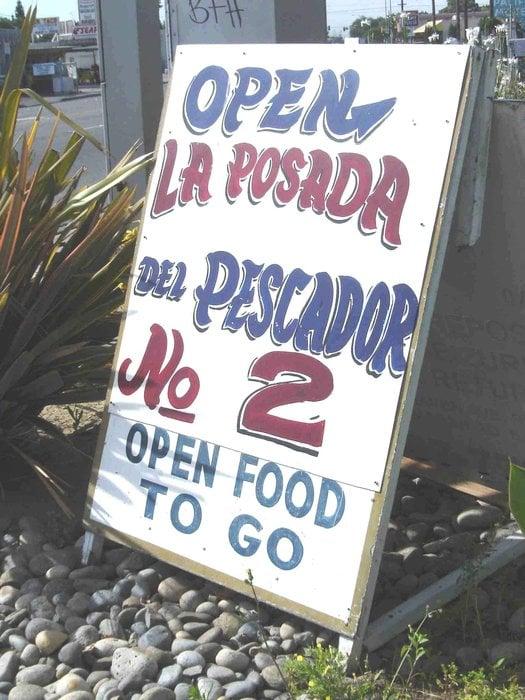 OPEN
LA POSADA
DEL PESCADOR
No 2
OPEN FOOD
TO GO